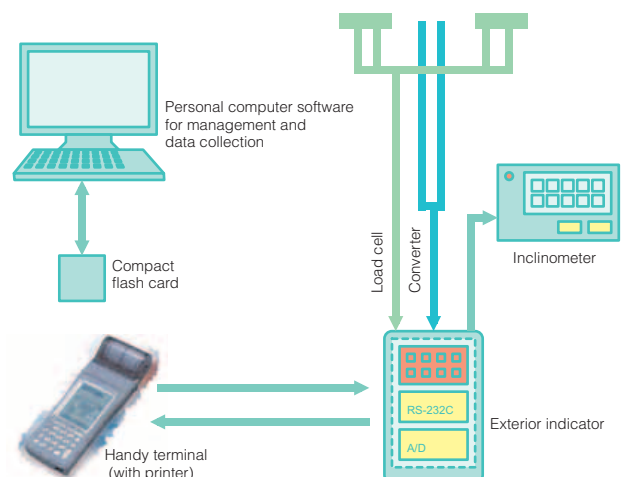 Personal computer software
for management and
data collection
Compact
flash card
Load cell
Converter
Inclinometer
RS-232C
A/D
Exterior indicator
Handy terminal
(with printer)